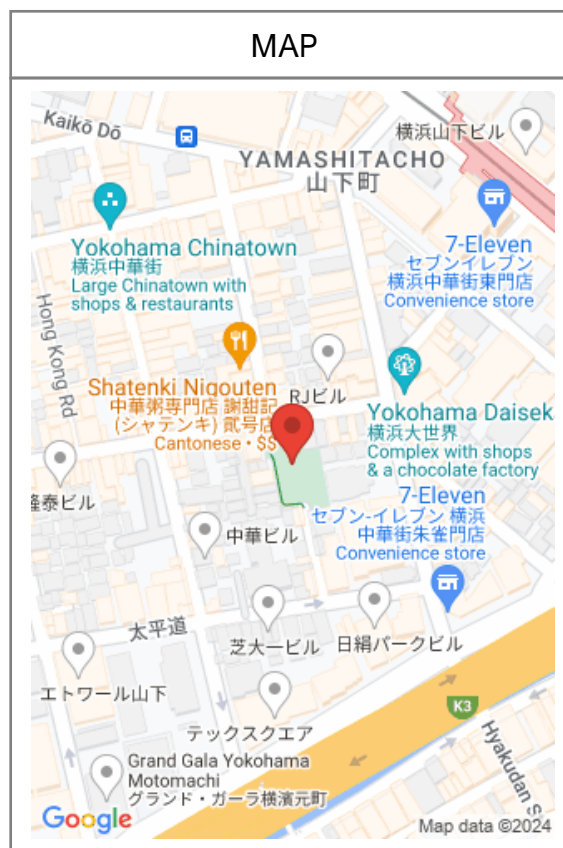 MAP
Kaikō Dō
横浜山下ビル
YAMASHITACHO
山下町
Yokohama Chinatown
横浜中華街
Large Chinatown with
shops & restaurants
7-Eleven
セブンイレブン
横浜中華街東門店
Convenience store
Hong Kong Rd
Shatenki Nigouten
中華粥専門店 謝甜記
(シャテンキ) 貮号店
Cantonese • $$
RJビル
Yokohama Daisek
横浜大世界
Complex with shops
& a chocolate factory
隆泰ビル
中華ビル
7-Eleven
セブン-イレブン 横浜
中華街朱雀門店
Convenience store
太平道
芝大一ビル
日絹パークビル
エトワール山下
テックスクエア
K3
Hyakudan S
Grand Gala Yokohama
Motomachi
グランド・ガーラ横濱元町
Google
Map data ©2024